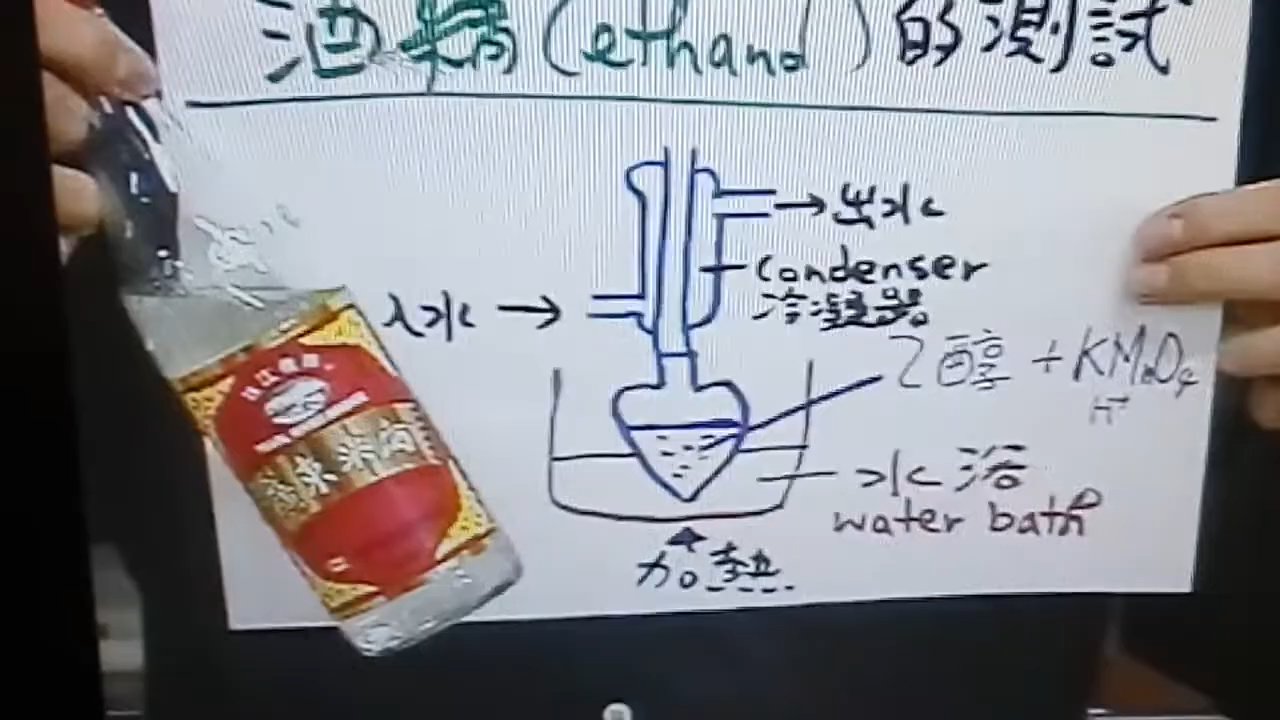 酒精(ethanol)的測試
出水
condenser
冷凝器
入水
乙醇 + KMnO4
H+
水浴
water bath
加熱